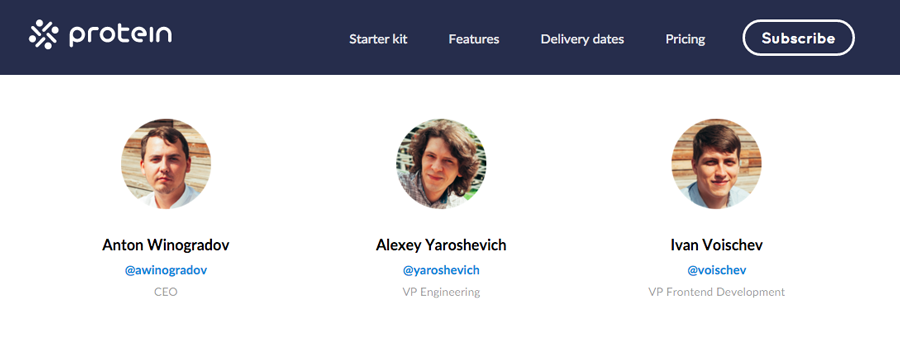 protein
Starter kit Features Delivery dates Pricing Subscribe
Anton Winogradov
@awinogradov
CEO
Alexey Yaroshevich
@yaroshevich
VP Engineering
Ivan Voischev
@voischev
VP Frontend Development